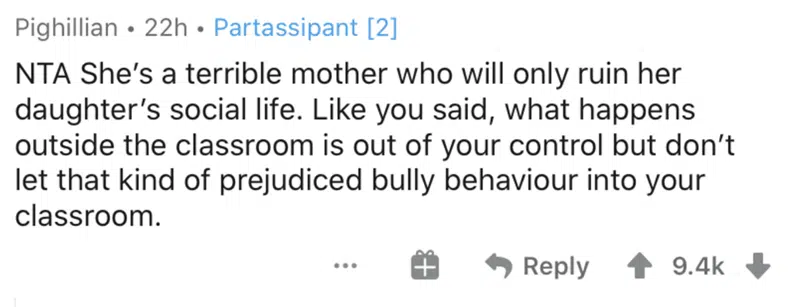 Pighillian • 22h • Partassipant [2]
NTA She's a terrible mother who will only ruin her
daughter's social life. Like you said, what happens
outside the classroom is out of your control but don't
let that kind of prejudiced bully behaviour into your
classroom.
Reply 9.4k